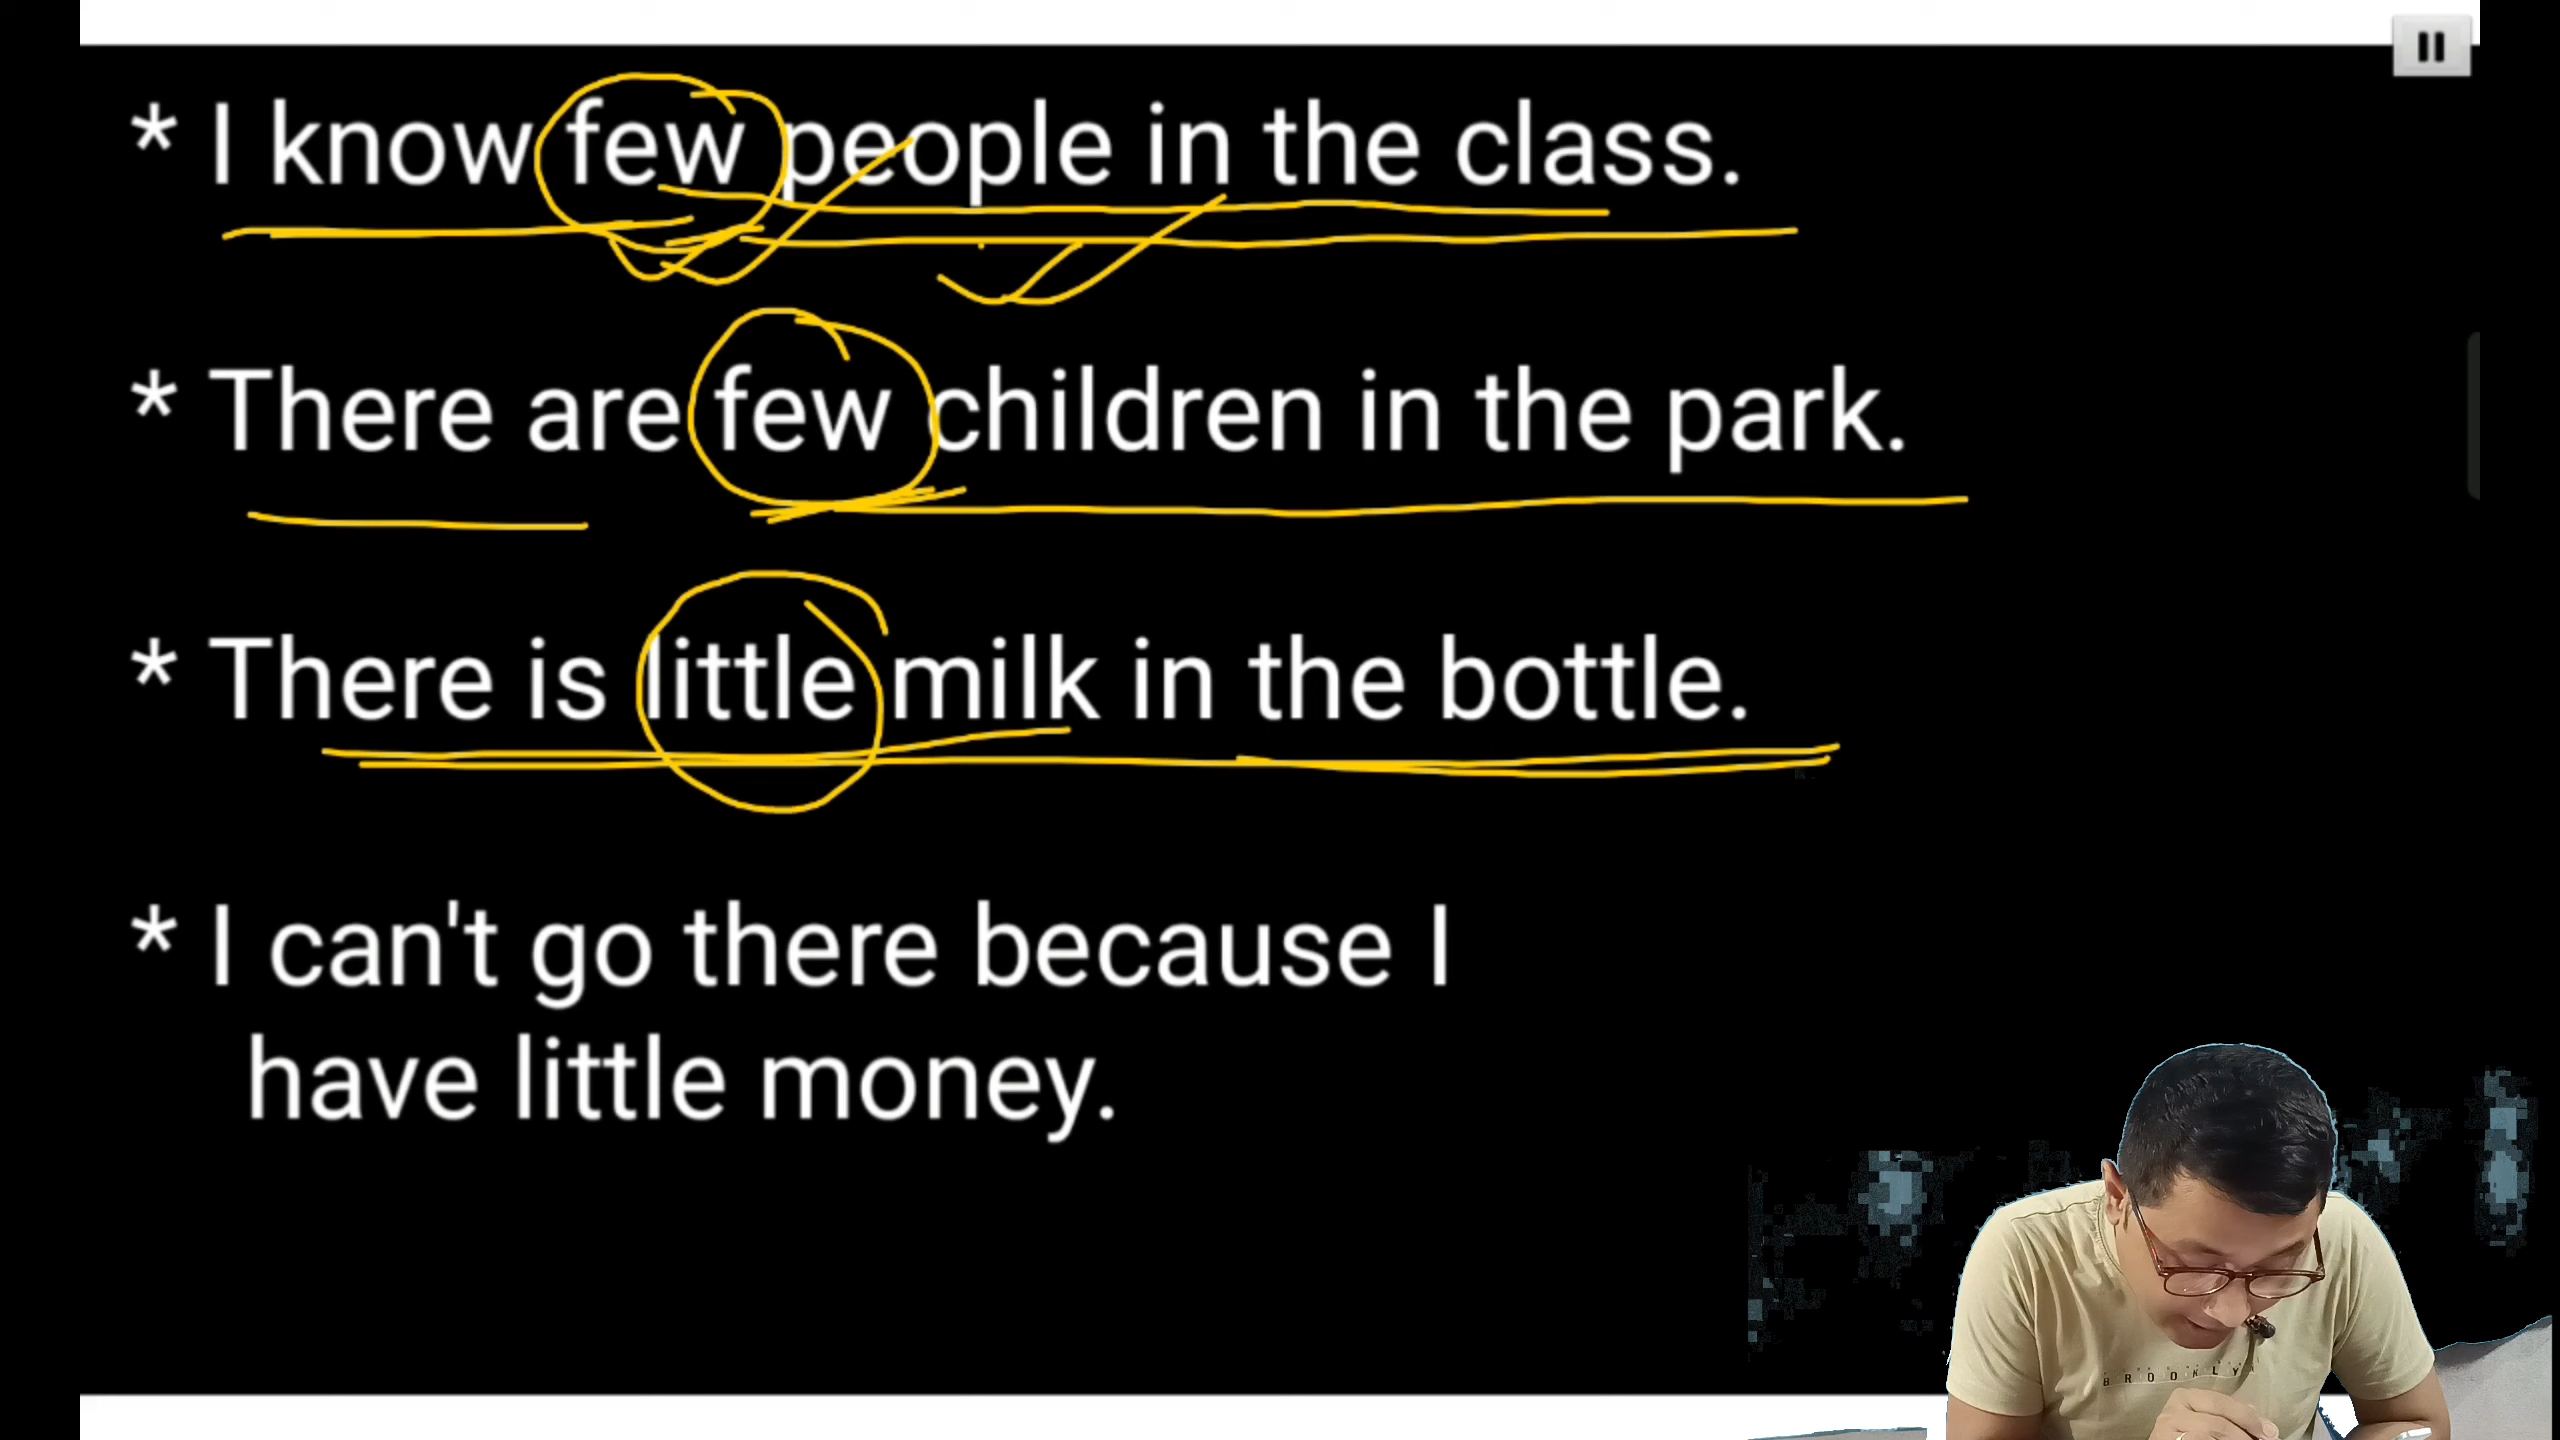 * I know few people in the class.
* There are few children in the park.
* There is little milk in the bottle.
* I can't go there because I
have little money.
BROOKLY